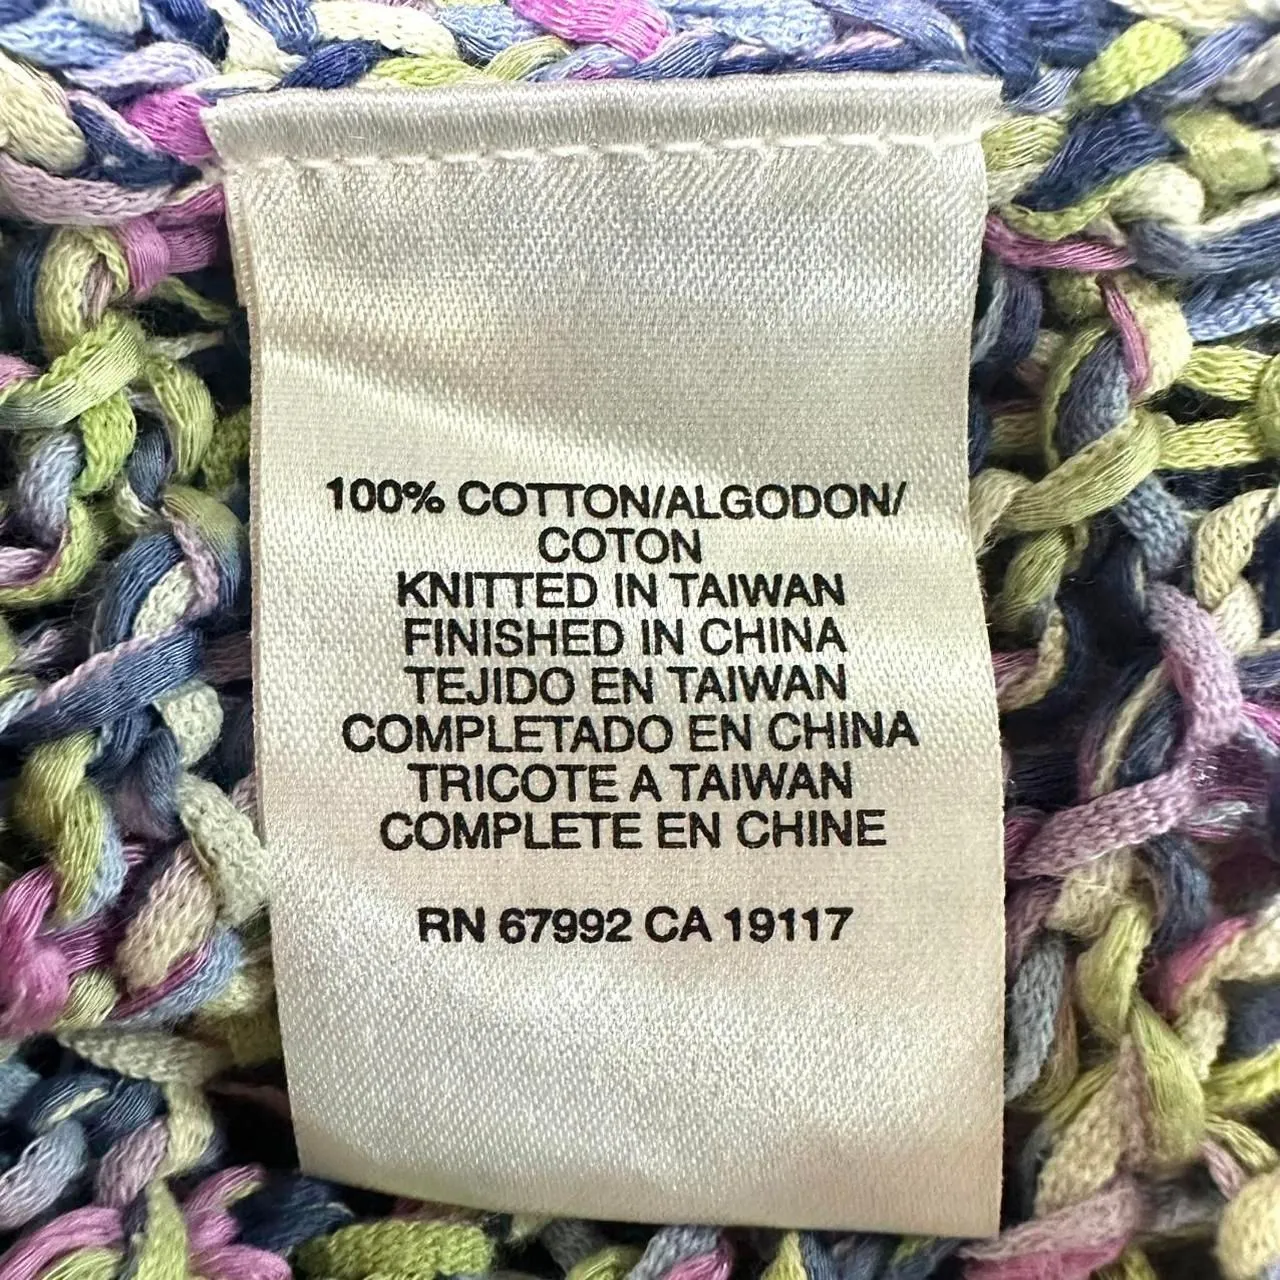 100% COTTON/ALGODON/
COTON
KNITTED IN TAIWAN
FINISHED IN CHINA
TEJIDO EN TAIWAN
COMPLETADO EN CHINA
TRICOTE A TAIWAN
COMPLETE EN CHINE
RN 67992 CA 19117